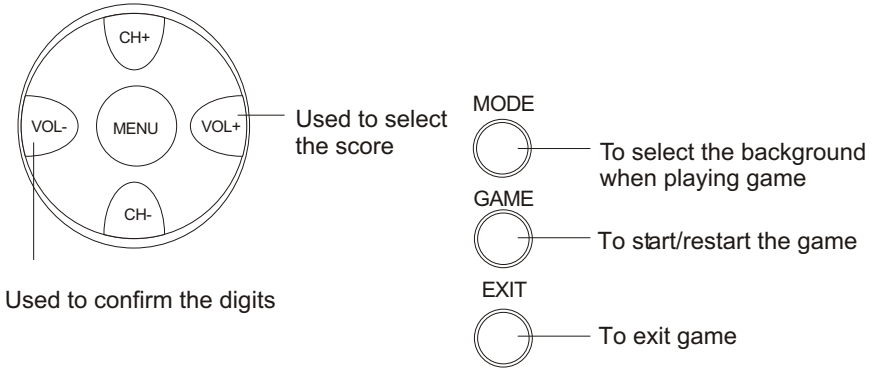 CH+
VOL-
MENU
VOL+
CH-
Used to select
the score
Used to confirm the digits
MODE
To select the background
when playing game
GAME
To start/restart the game
EXIT
To exit game